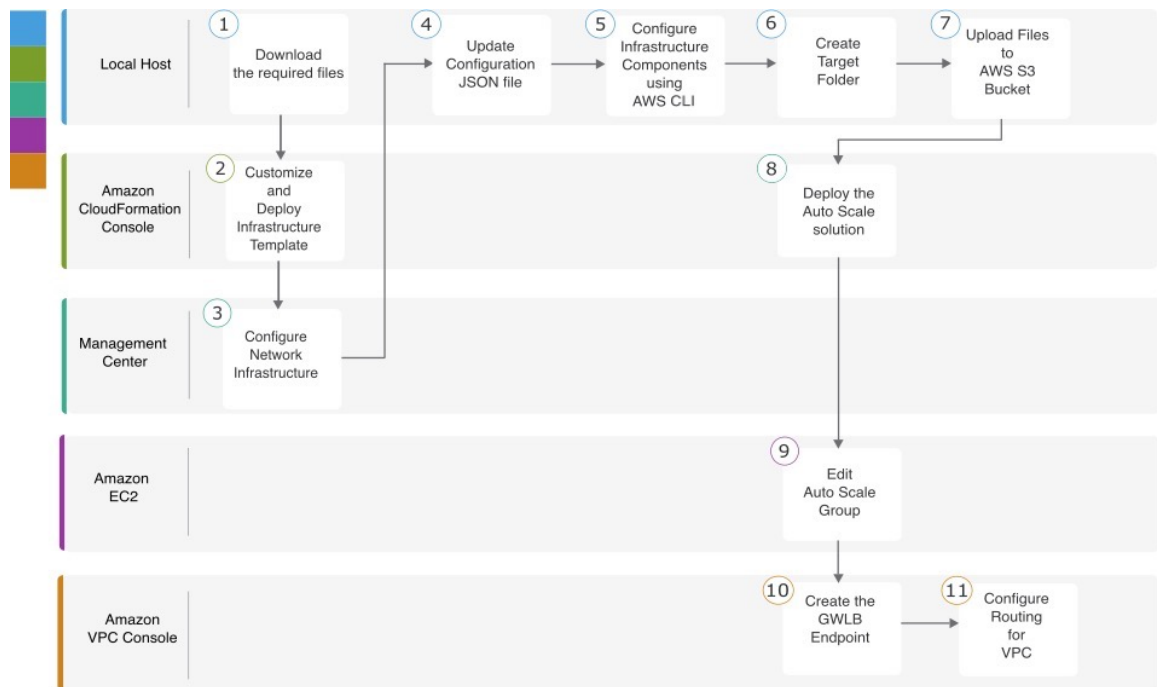 Local Host
1
Download
the required files
4
Update
Configuration
JSON file
5
Configure
Infrastructure
Components
using
AWS CLI
6
Create
Target
Folder
7
Upload Files
to
AWS S3
Bucket
Amazon
CloudFormation
Console
2
Customize
and
Deploy
Infrastructure
Template
8
Deploy the
Auto Scale
solution
Management
Center
3
Configure
Network
Infrastructure
Amazon
EC2
9
Edit
Auto Scale
Group
Amazon
VPC Console
10
Create the
GWLB
Endpoint
11
Configure
Routing
for
VPC